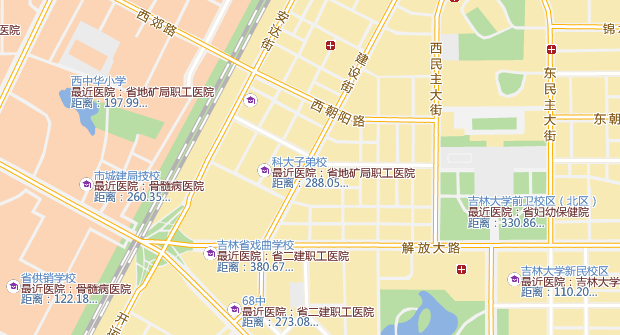 西郊路
安达街
建设街
西民主大街
东民主大街
锦
医院
西中华小学
最近医院：省地矿局职工医院
距离：197.99...
西朝阳路
东朝
科大子弟校
最近医院：省地矿局职工医院
距离：288.05...
市城建局技校
最近医院：骨髓病医院
距离：260.35...
吉林大学前卫校区（北区）
最近医院：省妇幼保健院
距离：330.86...
吉林省戏曲学校
最近医院：省二建职工医院
距离：380.67...
解放大路
省供销学校
最近医院：骨髓病医院
距离：122.18...
吉林大学新民校区
最近医院：吉林大学
距离：110.20...
68中
最近医院：省二建职工医院
距离：273.08...
开运